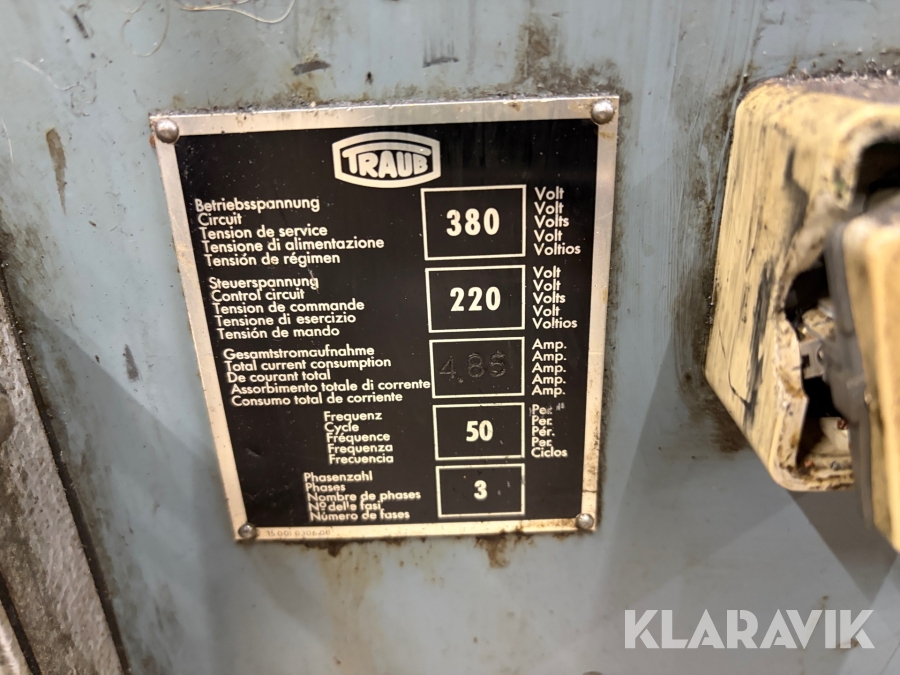 TRAUB
Betriebsspannung
Circuit
Tension de service
Tensione di alimentazione
Tensión de régimen
380
Volt
Volt
Volts
Volt
Voltios
Steuerspannung
Control circuit
Tension de commande
Tensione di esercizio
Tensión de mando
220
Volt
Volt
Volts
Volt
Voltios
Gesamtstromaufnahme
Total current consumption
De courant total
Assorbimento totale di corrente
Consumo total de corriente
Amp.
Amp.
Amp.
Amp.
Amp.
Frequenz
Cycle
Fréquence
Frequenza
Frecuencia
50
Per.
Per.
Pér.
Per.
Ciclos
Phasenzahl
Phases
Nombre de phases
Nº delle fasi
Número de fases
3
KLARAVIK